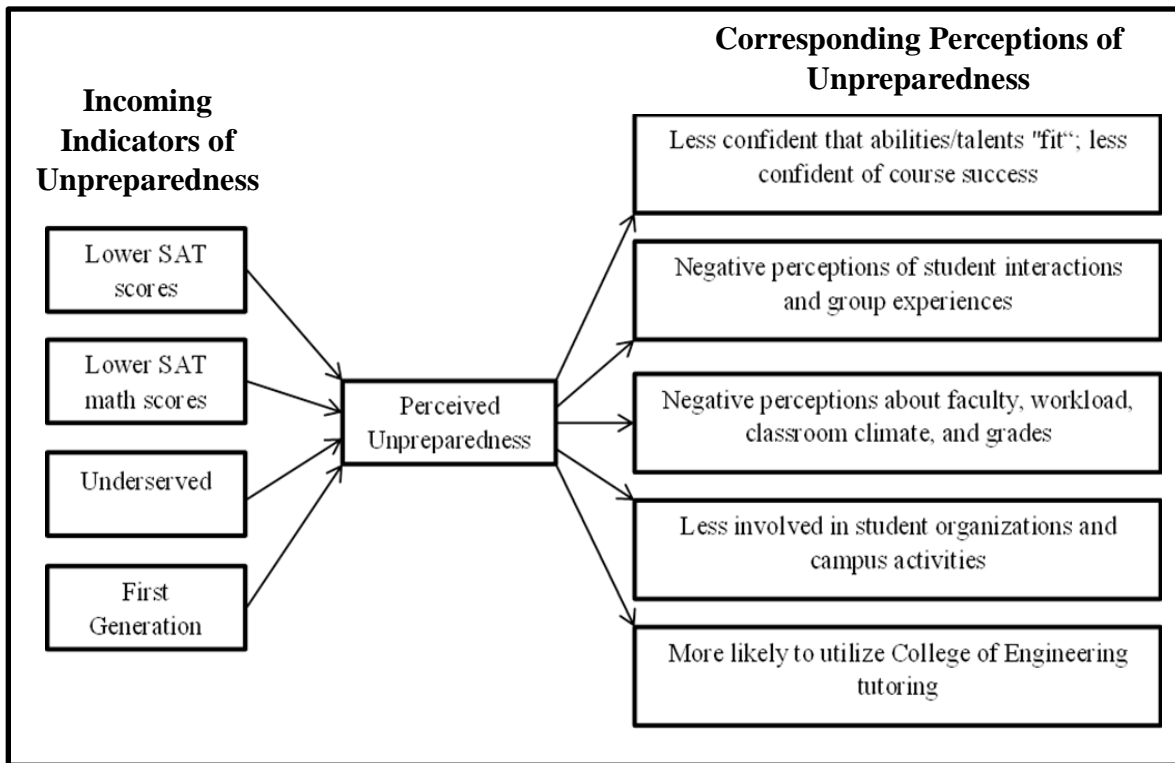 Incoming
Indicators of
Unpreparedness
Lower SAT
scores
Lower SAT
math scores
Underserved
First
Generation
Perceived
Unpreparedness
Corresponding Perceptions of
Unpreparedness
Less confident that abilities/talents "fit“; less
confident of course success
Negative perceptions of student interactions
and group experiences
Negative perceptions about faculty, workload,
classroom climate, and grades
Less involved in student organizations and
campus activities
More likely to utilize College of Engineering
tutoring